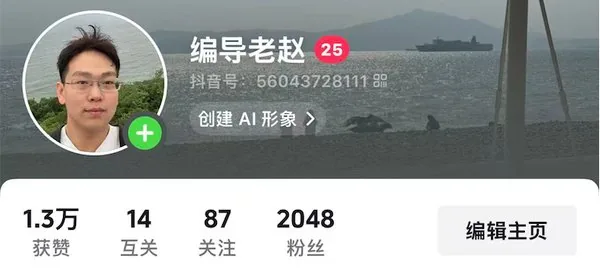 编导老赵 25
抖音号：56043728111
创建 AI 形象 >
1.3万 14 87 2048
获赞 互关 关注 粉丝
编辑主页